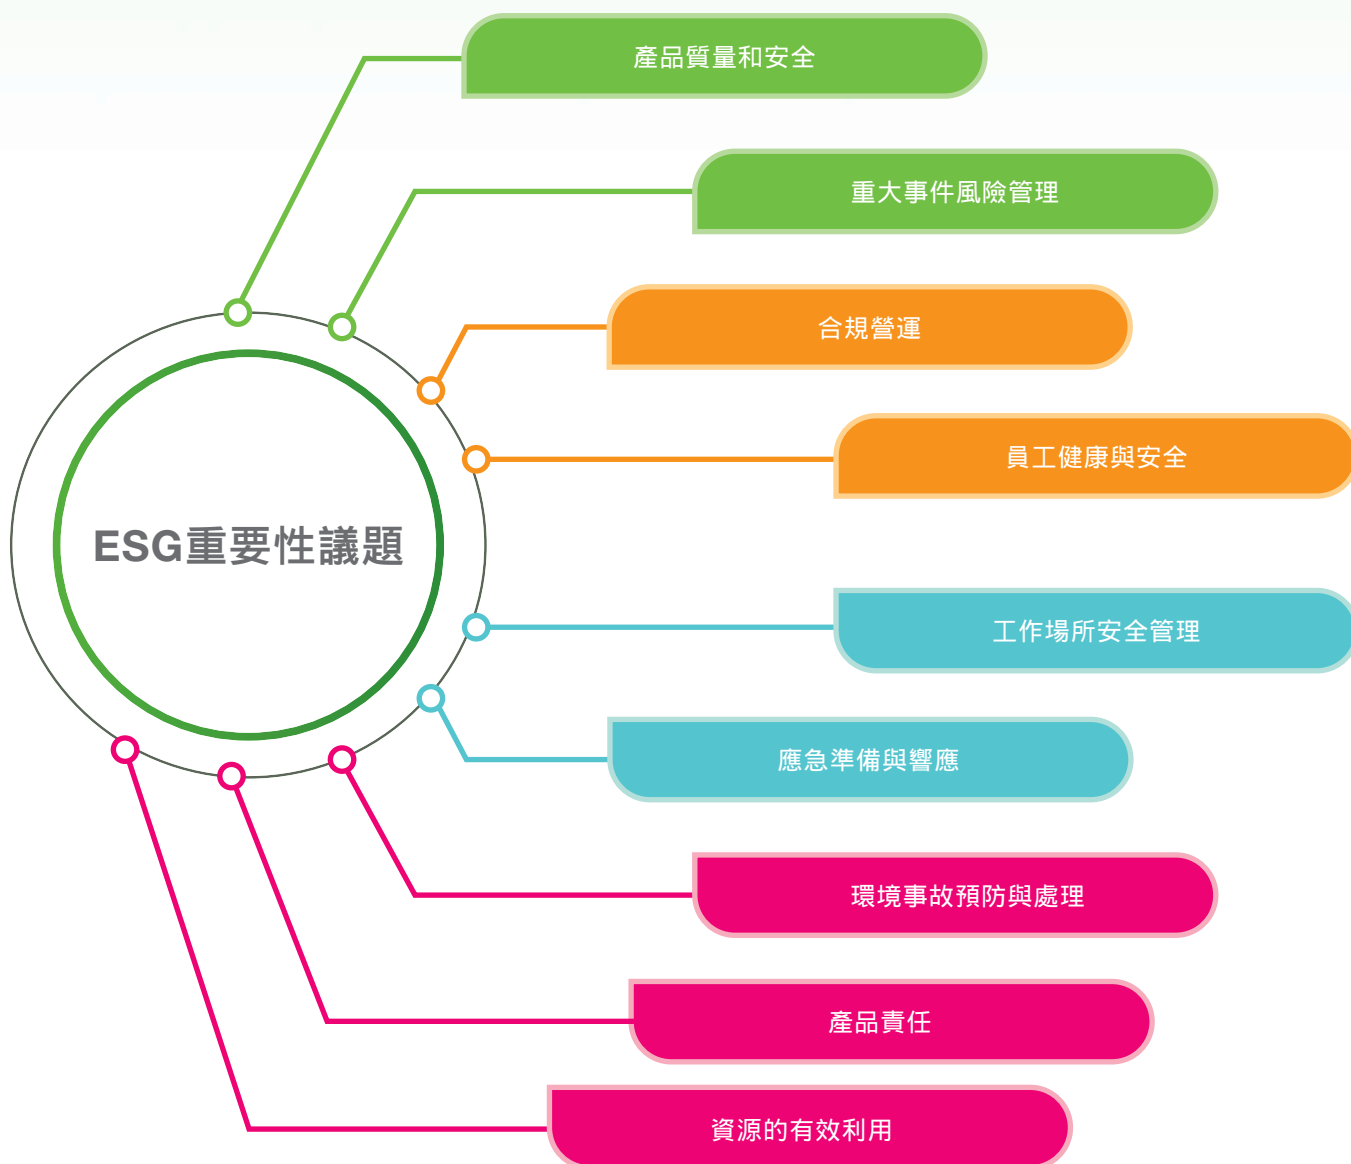 產品質量和安全
重大事件風險管理
合規營運
員工健康與安全
ESG重要性議題
工作場所安全管理
應急準備與響應
環境事故預防與處理
產品責任
資源的有效利用